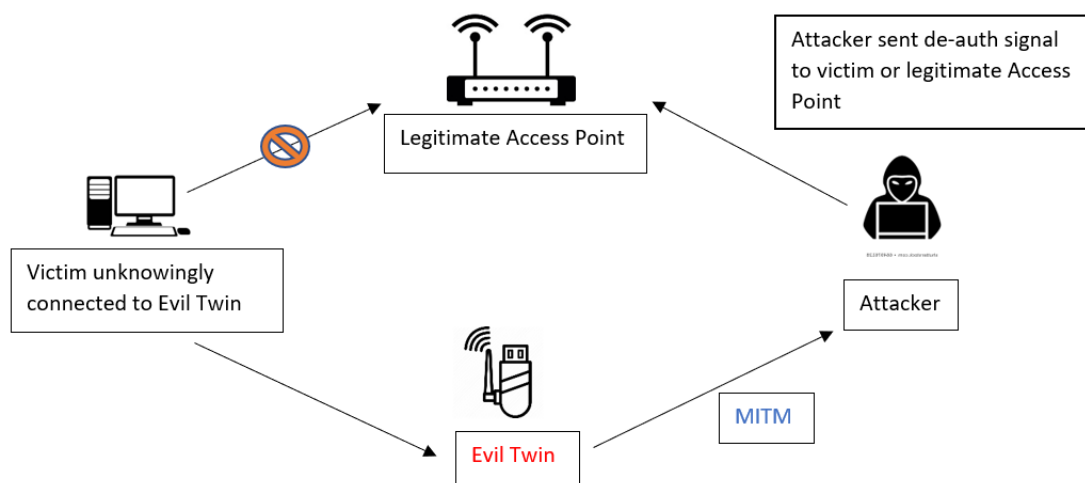 Attacker sent de-auth signal
to victim or legitimate Access
Point
Legitimate Access Point
Victim unknowingly
connected to Evil Twin
Attacker
MITM
Evil Twin